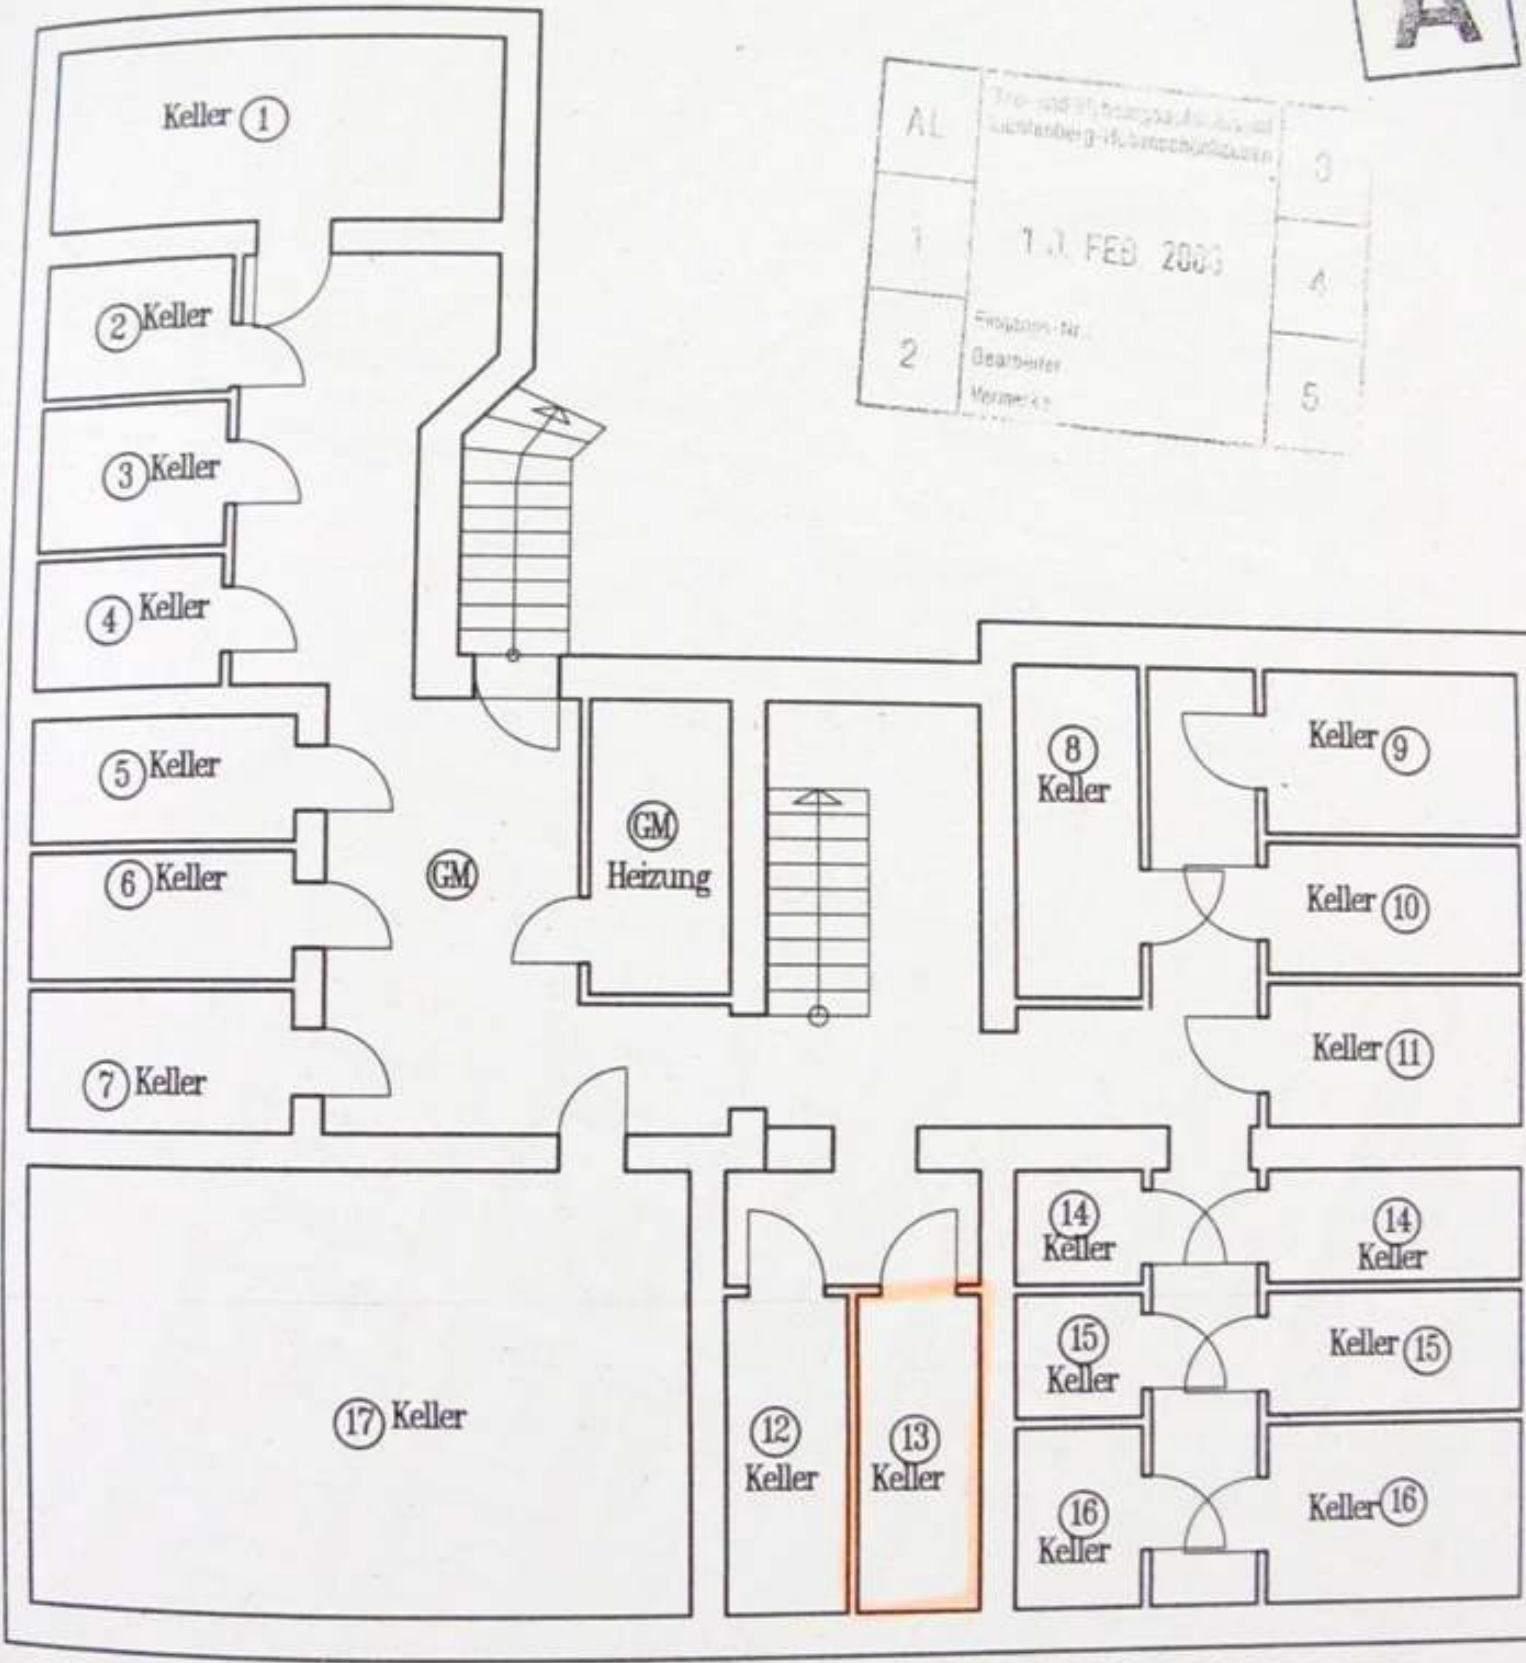 A
Keller 1
AL
3
1
1 . FEB. 200
4
2
Bearbeiter
5
2 Keller
3 Keller
4 Keller
5 Keller
6 Keller
7 Keller
GM
GM
Heizung
8
Keller
Keller 9
Keller 10
Keller 11
12
Keller
13
Keller
14
Keller
14
Keller
15
Keller
Keller 15
16
Keller
Keller 16
17 Keller